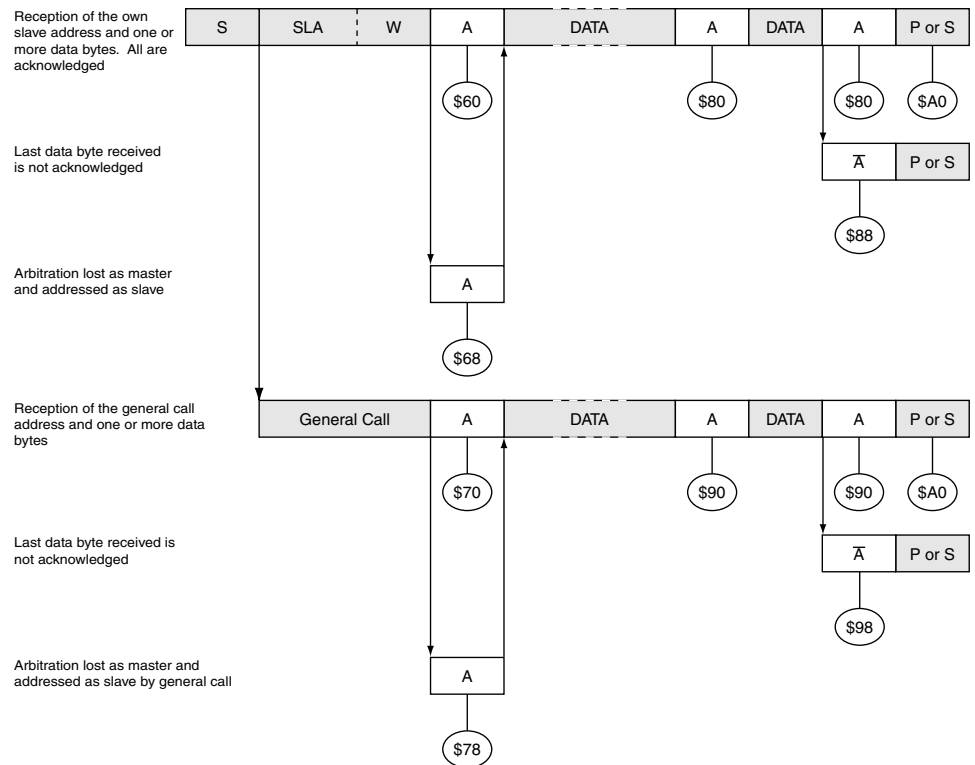 Reception of the own
slave address and one or
more data bytes. All are
acknowledged
S SLA W A DATA A DATA A P or S
$60 $80 $80 $A0
Last data byte received
is not acknowledged
A̅ P or S
$88
Arbitration lost as master
and addressed as slave
A
$68
Reception of the general call
address and one or more data
bytes
General Call A DATA A DATA A P or S
$70 $90 $90 $A0
Last data byte received is
not acknowledged
A̅ P or S
$98
Arbitration lost as master and
addressed as slave by general call
A
$78